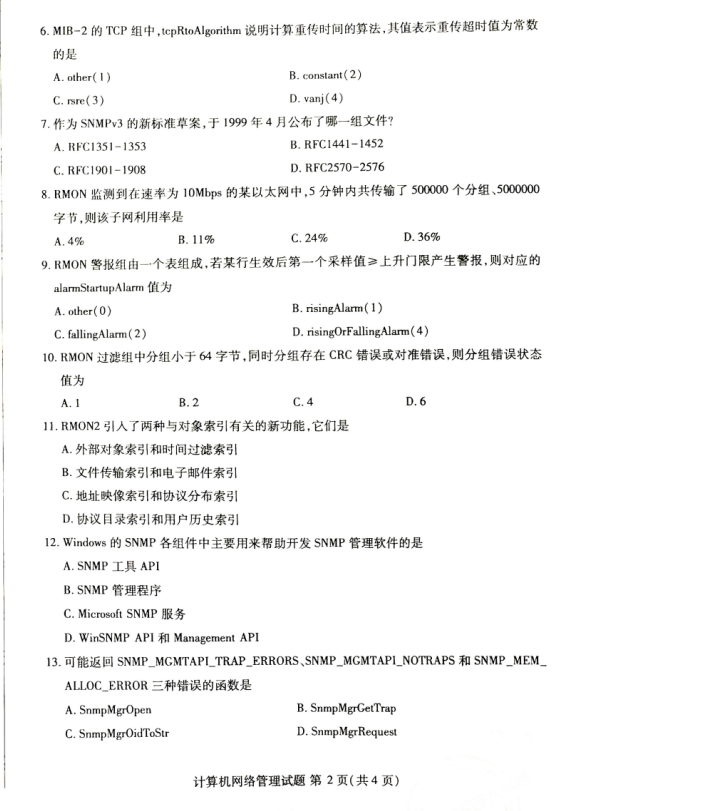 6. MIB-2 的 TCP 组中,tcpRtoAlgorithm 说明计算重传时间的算法,其值表示重传超时值为常数
的是
A. other(1) B. constant(2)
C. rsre(3) D. vanj(4)
7. 作为 SNMPv3 的新标准草案,于 1999 年 4 月公布了哪一组文件?
A. RFC1351-1353 B. RFC1441-1452
C. RFC1901-1908 D. RFC2570-2576
8. RMON 监测到在速率为 10Mbps 的某以太网中,5 分钟内共传输了 500000 个分组、5000000
字节,则该子网利用率是
A. 4% B. 11% C. 24% D. 36%
9. RMON 警报组由一个表组成,若某行生效后第一个采样值≥上升门限产生警报,则对应的
alarmStartupAlarm 值为
A. other(0) B. risingAlarm(1)
C. fallingAlarm(2) D. risingOrFallingAlarm(4)
10. RMON 过滤组中分组小于 64 字节,同时分组存在 CRC 错误或对准错误,则分组错误状态
值为
A. 1 B. 2 C. 4 D. 6
11. RMON2 引入了两种与对象索引有关的新功能,它们是
A. 外部对象索引和时间过滤索引
B. 文件传输索引和电子邮件索引
C. 地址映像索引和协议分布索引
D. 协议目录索引和用户历史索引
12. Windows 的 SNMP 各组件中主要用来帮助开发 SNMP 管理软件的是
A. SNMP 工具 API
B. SNMP 管理程序
C. Microsoft SNMP 服务
D. WinSNMP API 和 Management API
13. 可能返回 SNMP_MGMTAPI_TRAP_ERRORS、SNMP_MGMTAPI_NOTRAPS 和 SNMP_MEM_
ALLOC_ERROR 三种错误的函数是
A. SnmpMgrOpen B. SnmpMgrGetTrap
C. SnmpMgrOidToStr D. SnmpMgrRequest
计算机网络管理试题 第 2 页(共 4 页)